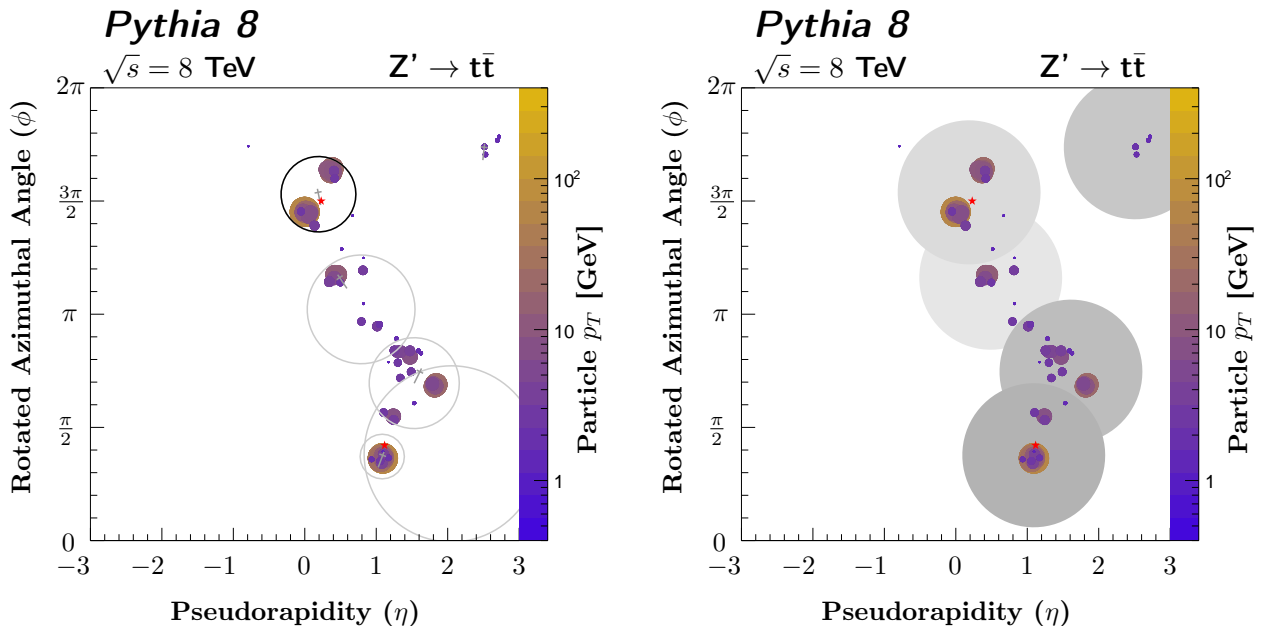 Pythia 8
√s = 8 TeV Z' → tt̄
Rotated Azimuthal Angle (ϕ)
2π
3π/2
π
π/2
0
−3 −2 −1 0 1 2 3
Pseudorapidity (η)
10²
10
1
Particle p_T [GeV]
Pythia 8
√s = 8 TeV Z' → tt̄
Rotated Azimuthal Angle (ϕ)
2π
3π/2
π
π/2
0
−3 −2 −1 0 1 2 3
Pseudorapidity (η)
10²
10
1
Particle p_T [GeV]